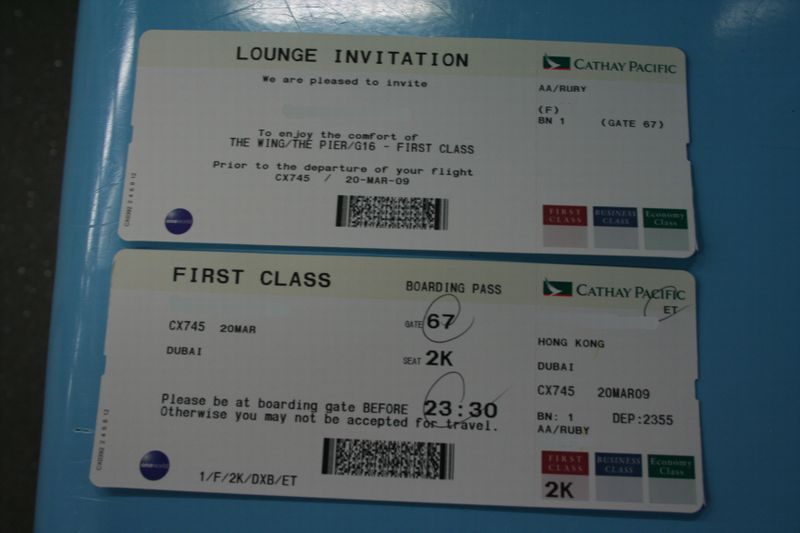 LOUNGE INVITATION
We are pleased to invite
To enjoy the comfort of
THE WING/THE PIER/G16 - FIRST CLASS
Prior to the departure of your flight
CX745 / 20-MAR-09
CATHAY PACIFIC
AA/RUBY
(F)
BN 1 (GATE 67)
FIRST CLASS
BUSINESS CLASS
Economy Class
FIRST CLASS
BOARDING PASS
CX745 20MAR
GATE 67
DUBAI
SEAT 2K
Please be at boarding gate BEFORE 23:30
Otherwise you may not be accepted for travel.
1/F/2K/DXB/ET
CATHAY PACIFIC
ET
HONG KONG
DUBAI
CX745 20MAR09
BN: 1 DEP:2355
AA/RUBY
FIRST CLASS
BUSINESS CLASS
Economy Class
2K